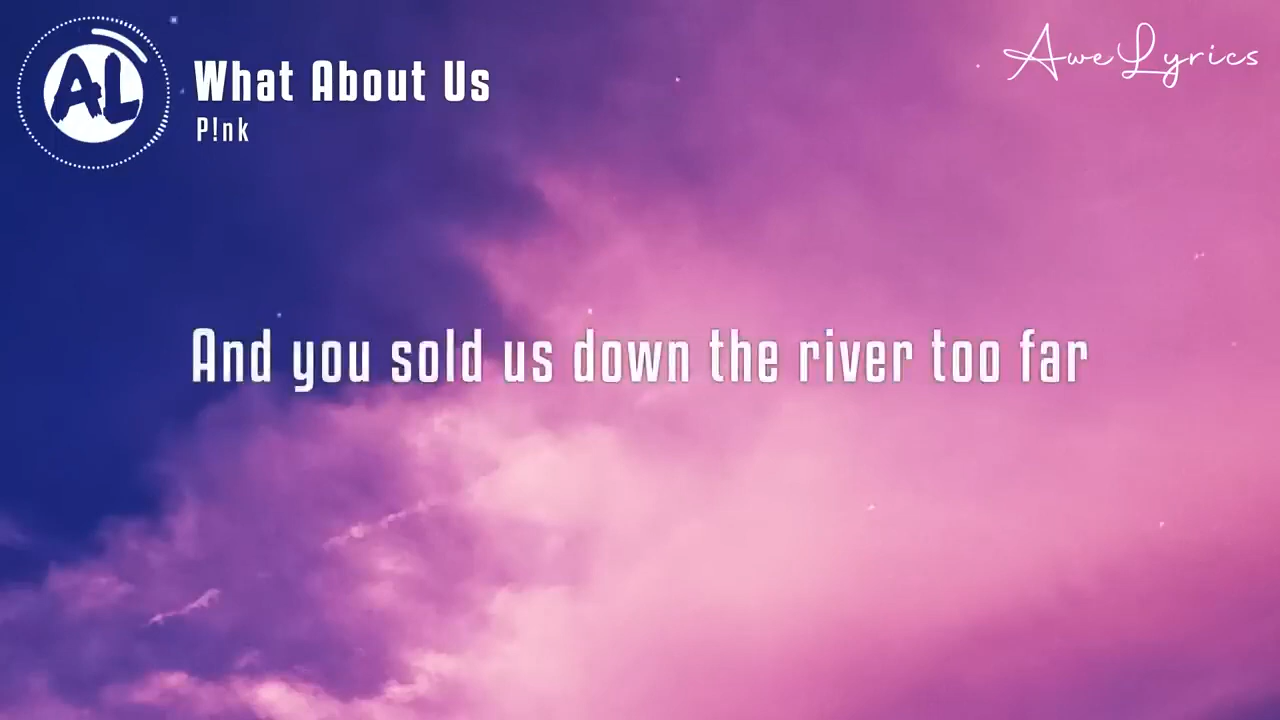 AL
What About Us
P!nk
AweLyrics
And you sold us down the river too far